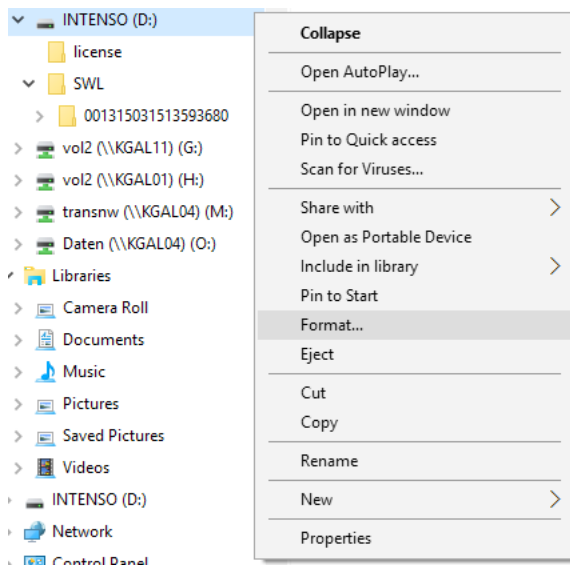 INTENSO (D:)
license
SWL
001315031513593680
vol2 (\\KGAL11) (G:)
vol2 (\\KGAL01) (H:)
transnw (\\KGAL04) (M:)
Daten (\\KGAL04) (O:)
Libraries
Camera Roll
Documents
Music
Pictures
Saved Pictures
Videos
INTENSO (D:)
Network
Control Panel
Collapse
Open AutoPlay...
Open in new window
Pin to Quick access
Scan for Viruses...
Share with
Open as Portable Device
Include in library
Pin to Start
Format...
Eject
Cut
Copy
Rename
New
Properties